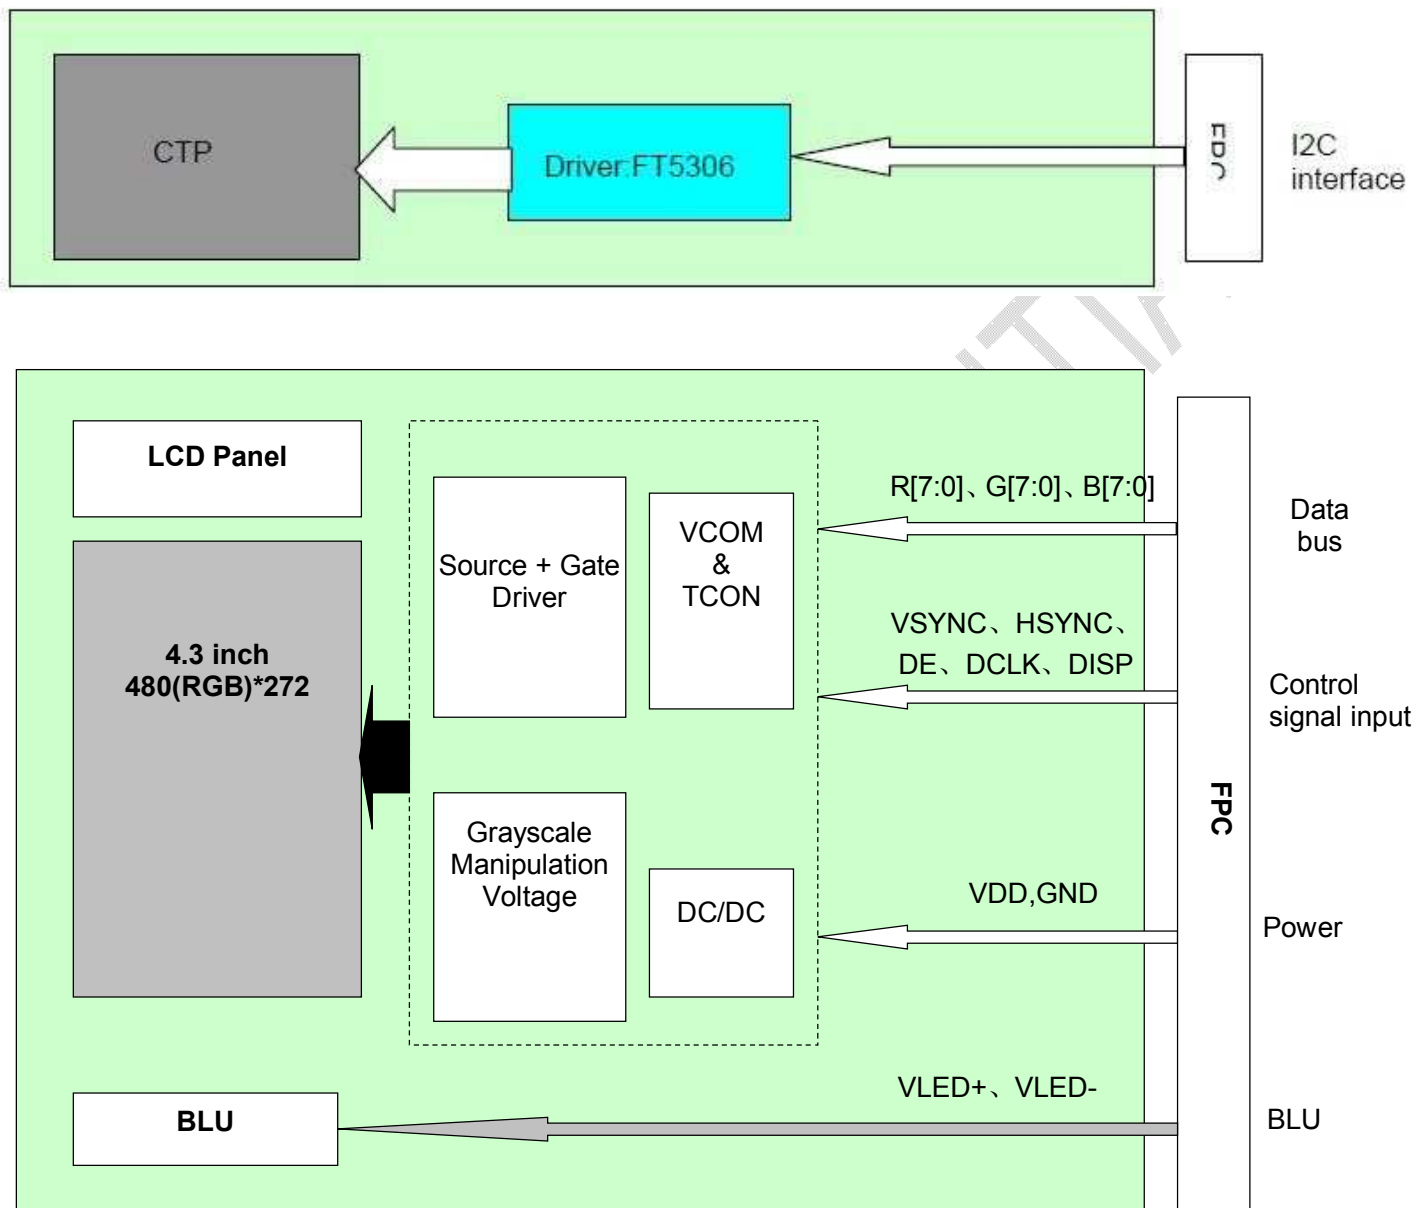 CTP
Driver:FT5306
I2C
interface
LCD Panel
4.3 inch
480(RGB)*272
Source + Gate
Driver
VCOM
&
TCON
Grayscale
Manipulation
Voltage
DC/DC
R[7:0]、G[7:0]、B[7:0]
Data
bus
VSYNC、HSYNC、
DE、DCLK、DISP
Control
signal input
FPC
VDD,GND
Power
VLED+、VLED-
BLU
BLU